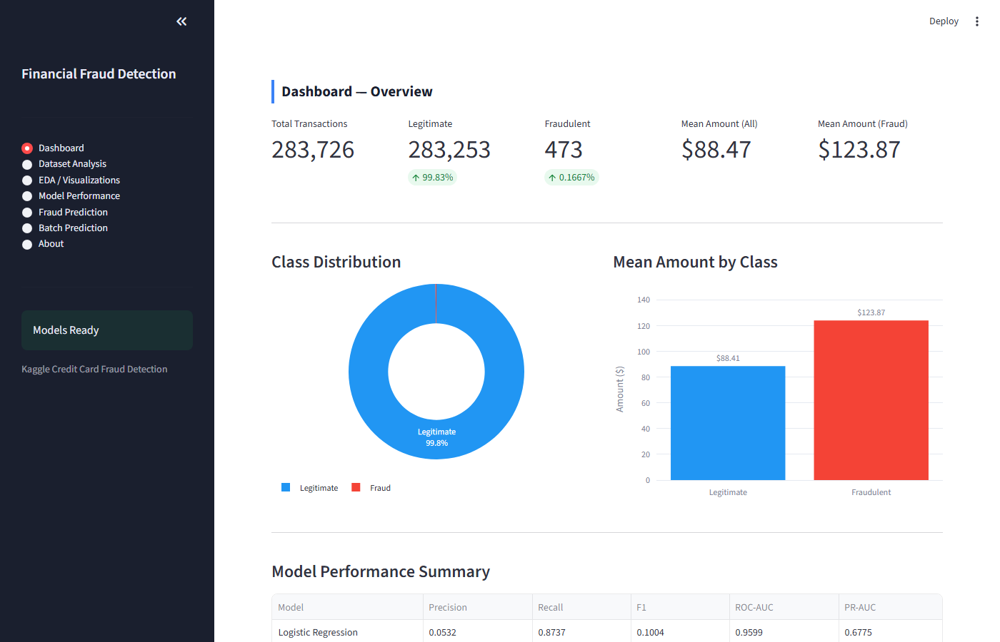 Deploy
Financial Fraud Detection
Dashboard
Dataset Analysis
EDA / Visualizations
Model Performance
Fraud Prediction
Batch Prediction
About
Models Ready
Kaggle Credit Card Fraud Detection
Dashboard — Overview
Total Transactions
283,726
Legitimate
283,253
↑ 99.83%
Fraudulent
473
↑ 0.1667%
Mean Amount (All)
$88.47
Mean Amount (Fraud)
$123.87
Class Distribution
Legitimate
99.8%
Legitimate Fraud
Mean Amount by Class
Amount ($)
140
120
100
80
60
40
20
0
$88.41
$123.87
Legitimate Fraudulent
Model Performance Summary
Model Precision Recall F1 ROC-AUC PR-AUC
Logistic Regression 0.0532 0.8737 0.1004 0.9599 0.6775